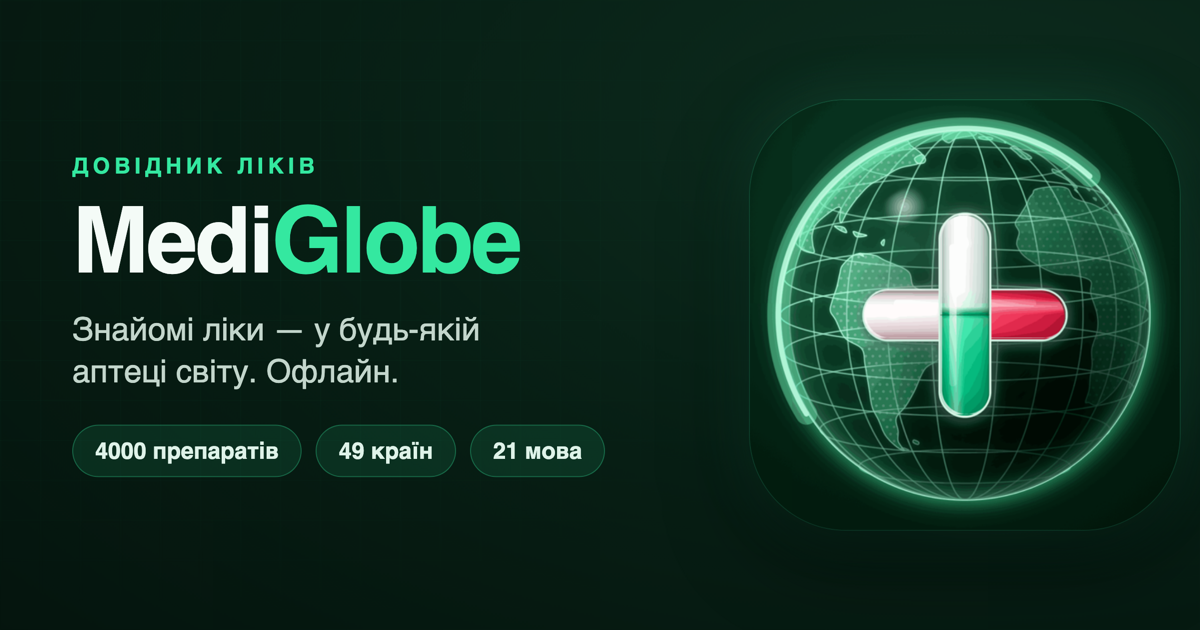 ДОВІДНИК ЛІКІВ
MediGlobe
Знайомі ліки — у будь-якій
аптеці світу. Офлайн.
4000 препаратів
49 країн
21 мова